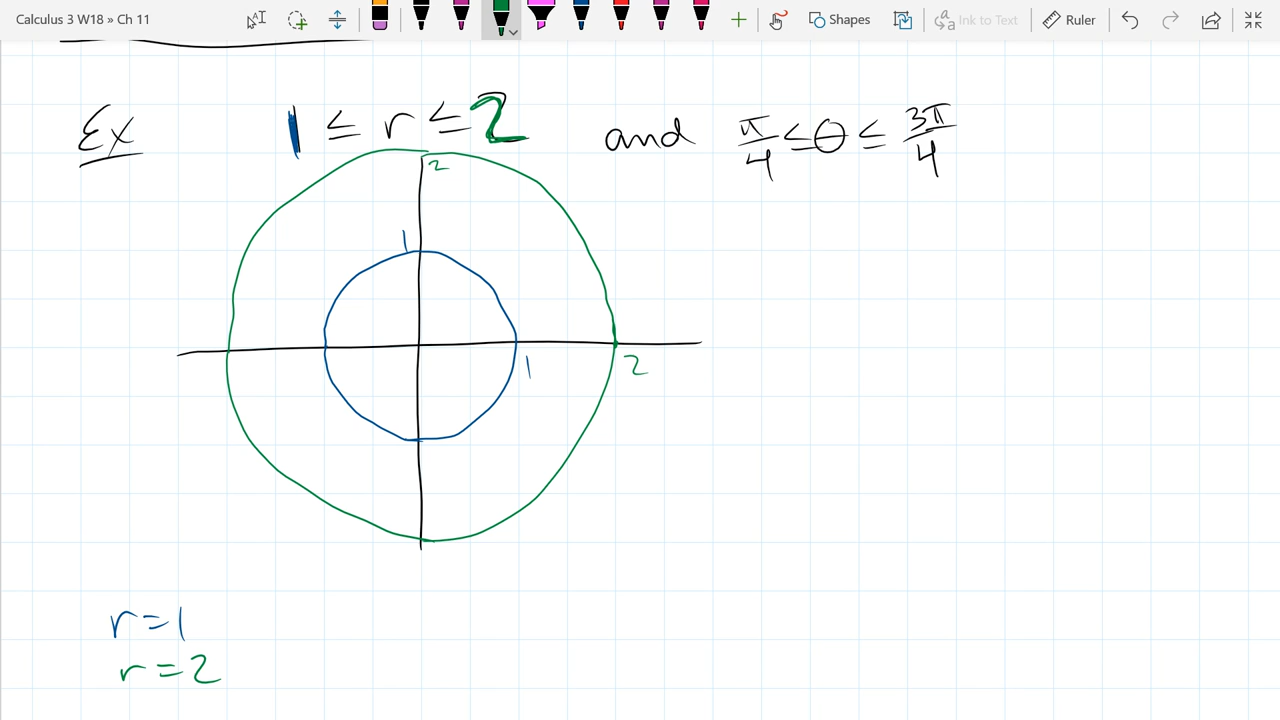 Calculus 3 W18 » Ch 11
Shapes
Ink to Text
Ruler
Ex 1 ≤ r ≤ 2 and π/4 ≤ θ ≤ 3π/4
2
1
1
2
r = 1
r = 2